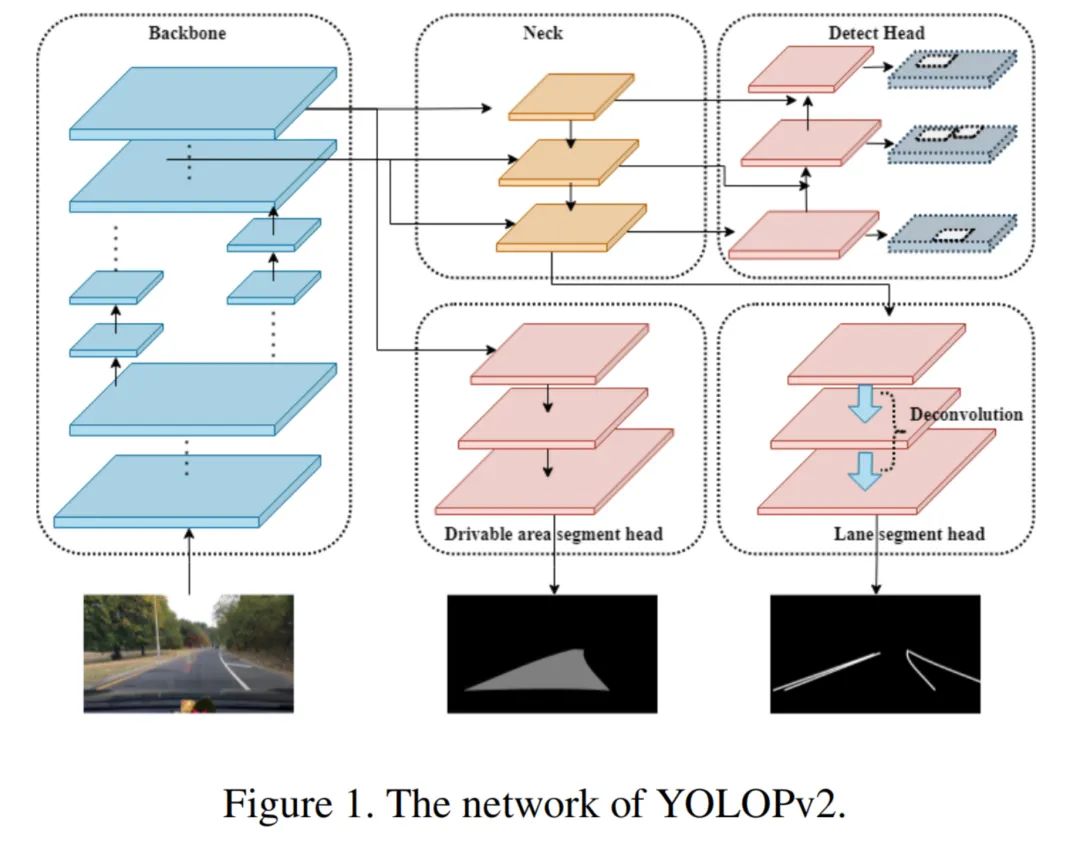 Backbone
Neck
Detect Head
Deconvolution
Drivable area segment head
Lane segment head
Figure 1. The network of YOLOPv2.